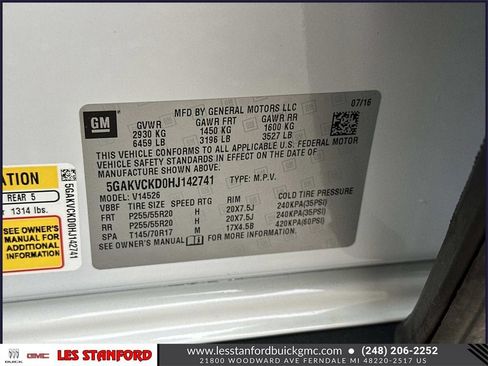 MFD BY GENERAL MOTORS LLC
07/16
GM
GVWR GAWR FRT GAWR RR
2930 KG 1450 KG 1600 KG
6459 LB 3196 LB 3527 LB
THIS VEHICLE CONFORMS TO ALL APPLICABLE U.S. FEDERAL MOTOR
VEHICLE SAFETY STANDARDS IN EFFECT ON THE DATE OF
MANUFACTURE SHOWN ABOVE.
5GAKVCKD0HJ142741 TYPE: M.P.V.
MODEL: V14526
VBBF TIRE SIZE SPEED RTG RIM COLD TIRE PRESSURE
FRT P255/55R20 H 20X7.5J 240KPA(35PSI)
RR P255/55R20 H 20X7.5J 240KPA(35PSI)
SPA T145/70R17 M 17X4.5B 420KPA(60PSI)
SEE OWNER'S MANUAL FOR ADDITIONAL INFORMATION.
ATION
REAR 5
1314 lbs.
SEE OWNER'S
MANUAL FOR
ADDITIONAL
INFORMATION
5GAKVCKD0HJ142741
BUICK
GMC
LES STANFORD
www.lesstanfordbuickgmc.com • (248) 206-2252
21800 WOODWARD AVE FERNDALE MI 48220-2517 US